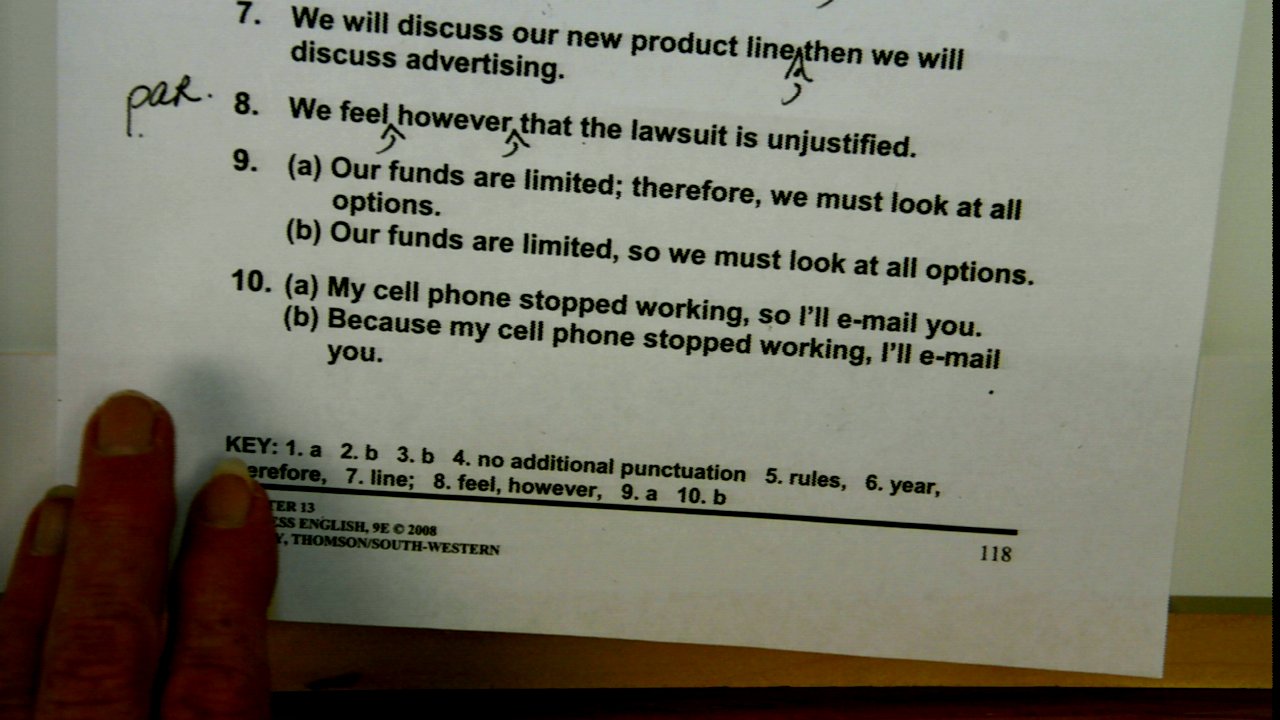 7. We will discuss our new product line then we will
discuss advertising.
par.
8. We feel however that the lawsuit is unjustified.
9. (a) Our funds are limited; therefore, we must look at all
options.
(b) Our funds are limited, so we must look at all options.
10. (a) My cell phone stopped working, so I'll e-mail you.
(b) Because my cell phone stopped working, I'll e-mail
you.
KEY: 1. a 2. b 3. b 4. no additional punctuation 5. rules, 6. year,
erefore, 7. line; 8. feel, however, 9. a 10. b
TER 13
SS ENGLISH, 9E © 2008
Y, THOMSON/SOUTH-WESTERN
118